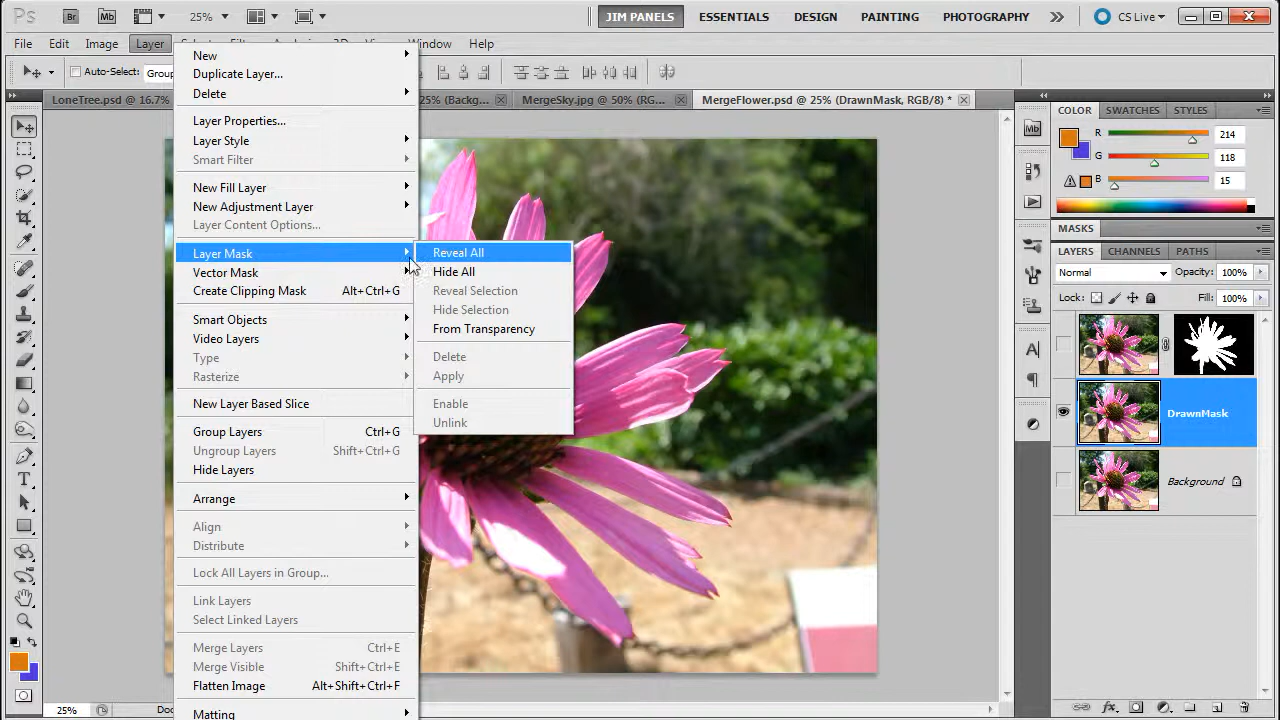 Ps Br Mb 25% JIM PANELS ESSENTIALS DESIGN PAINTING PHOTOGRAPHY CS Live
File Edit Image Layer Window Help
Auto-Select:
LoneTree.psd @ 16.7% 25% (Backg... MergeSky.jpg @ 50% (RG... MergeFlower.psd @ 25% (DrawnMask, RGB/8) *
New
Duplicate Layer...
Delete
Layer Properties...
Layer Style
Smart Filter
New Fill Layer
New Adjustment Layer
Layer Content Options...
Layer Mask
Vector Mask
Create Clipping Mask Alt+Ctrl+G
Smart Objects
Video Layers
Type
Rasterize
New Layer Based Slice
Group Layers Ctrl+G
Ungroup Layers Shift+Ctrl+G
Hide Layers
Arrange
Align
Distribute
Lock All Layers in Group...
Link Layers
Select Linked Layers
Merge Layers Ctrl+E
Merge Visible Shift+Ctrl+E
Flatten Image Alt+Shift+Ctrl+F
Matting
Reveal All
Hide All
Reveal Selection
Hide Selection
From Transparency
Delete
Apply
Enable
Unlink
COLOR SWATCHES STYLES
R 214
G 118
B 15
MASKS
LAYERS CHANNELS PATHS
Normal Opacity: 100%
Lock: Fill: 100%
DrawnMask
Background
Mb
25%